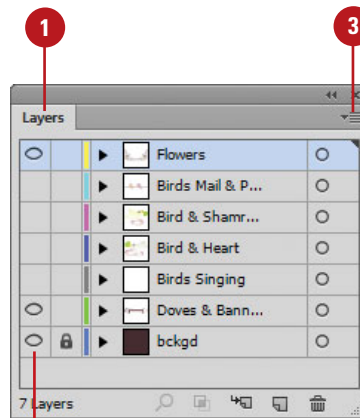 1
3
Layers
Flowers
Birds Mail & P...
Bird & Shamr...
Bird & Heart
Birds Singing
Doves & Bann...
bckgd
7 Layers